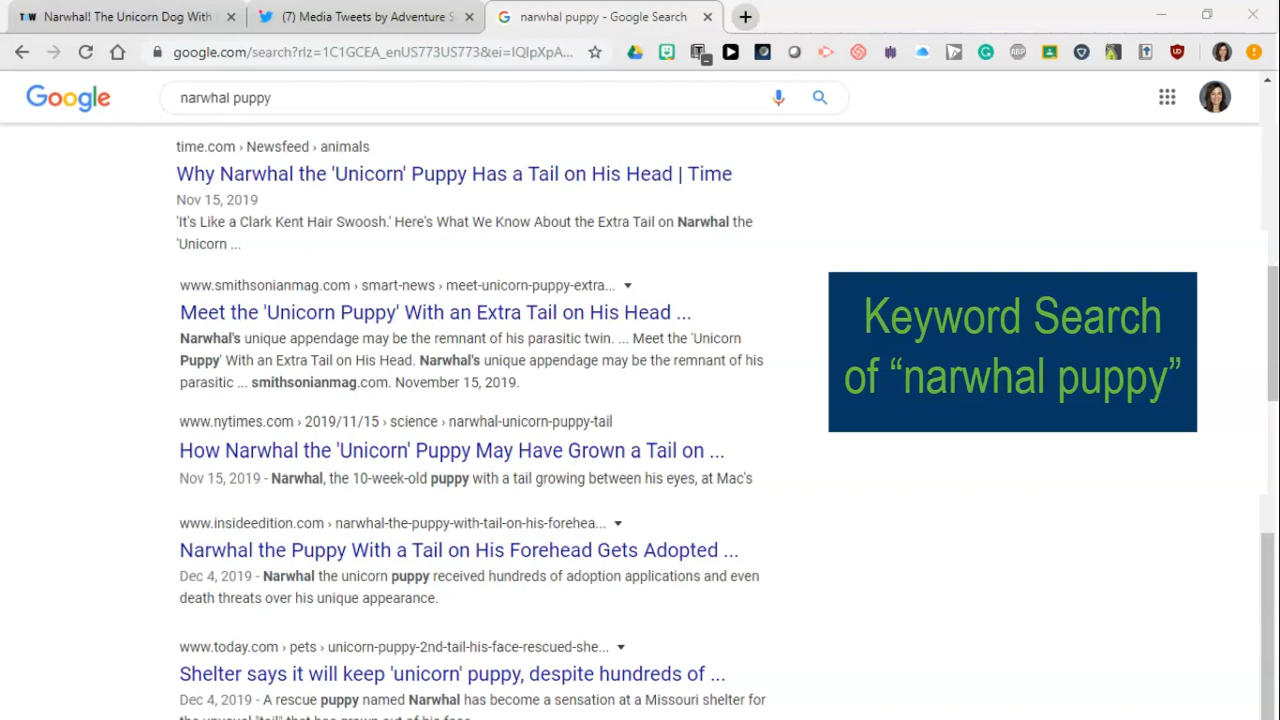 Narwhal! The Unicorn Dog With
(7) Media Tweets by Adventure S
narwhal puppy - Google Search
google.com/search?rlz=1C1GCEA_enUS773US773&ei=IQIpXpA...
Google
narwhal puppy
time.com › Newsfeed › animals
Why Narwhal the 'Unicorn' Puppy Has a Tail on His Head | Time
Nov 15, 2019
'It's Like a Clark Kent Hair Swoosh.' Here's What We Know About the Extra Tail on Narwhal the
'Unicorn ...
www.smithsonianmag.com › smart-news › meet-unicorn-puppy-extra...
Meet the 'Unicorn Puppy' With an Extra Tail on His Head ...
Narwhal's unique appendage may be the remnant of his parasitic twin. ... Meet the 'Unicorn
Puppy' With an Extra Tail on His Head. Narwhal's unique appendage may be the remnant of his
parasitic ... smithsonianmag.com. November 15, 2019.
Keyword Search
of “narwhal puppy”
www.nytimes.com › 2019/11/15 › science › narwhal-unicorn-puppy-tail
How Narwhal the 'Unicorn' Puppy May Have Grown a Tail on ...
Nov 15, 2019 - Narwhal, the 10-week-old puppy with a tail growing between his eyes, at Mac's
www.insideedition.com › narwhal-the-puppy-with-tail-on-his-forehea...
Narwhal the Puppy With a Tail on His Forehead Gets Adopted ...
Dec 4, 2019 - Narwhal the unicorn puppy received hundreds of adoption applications and even
death threats over his unique appearance.
www.today.com › pets › unicorn-puppy-2nd-tail-his-face-rescued-she...
Shelter says it will keep 'unicorn' puppy, despite hundreds of ...
Dec 4, 2019 - A rescue puppy named Narwhal has become a sensation at a Missouri shelter for